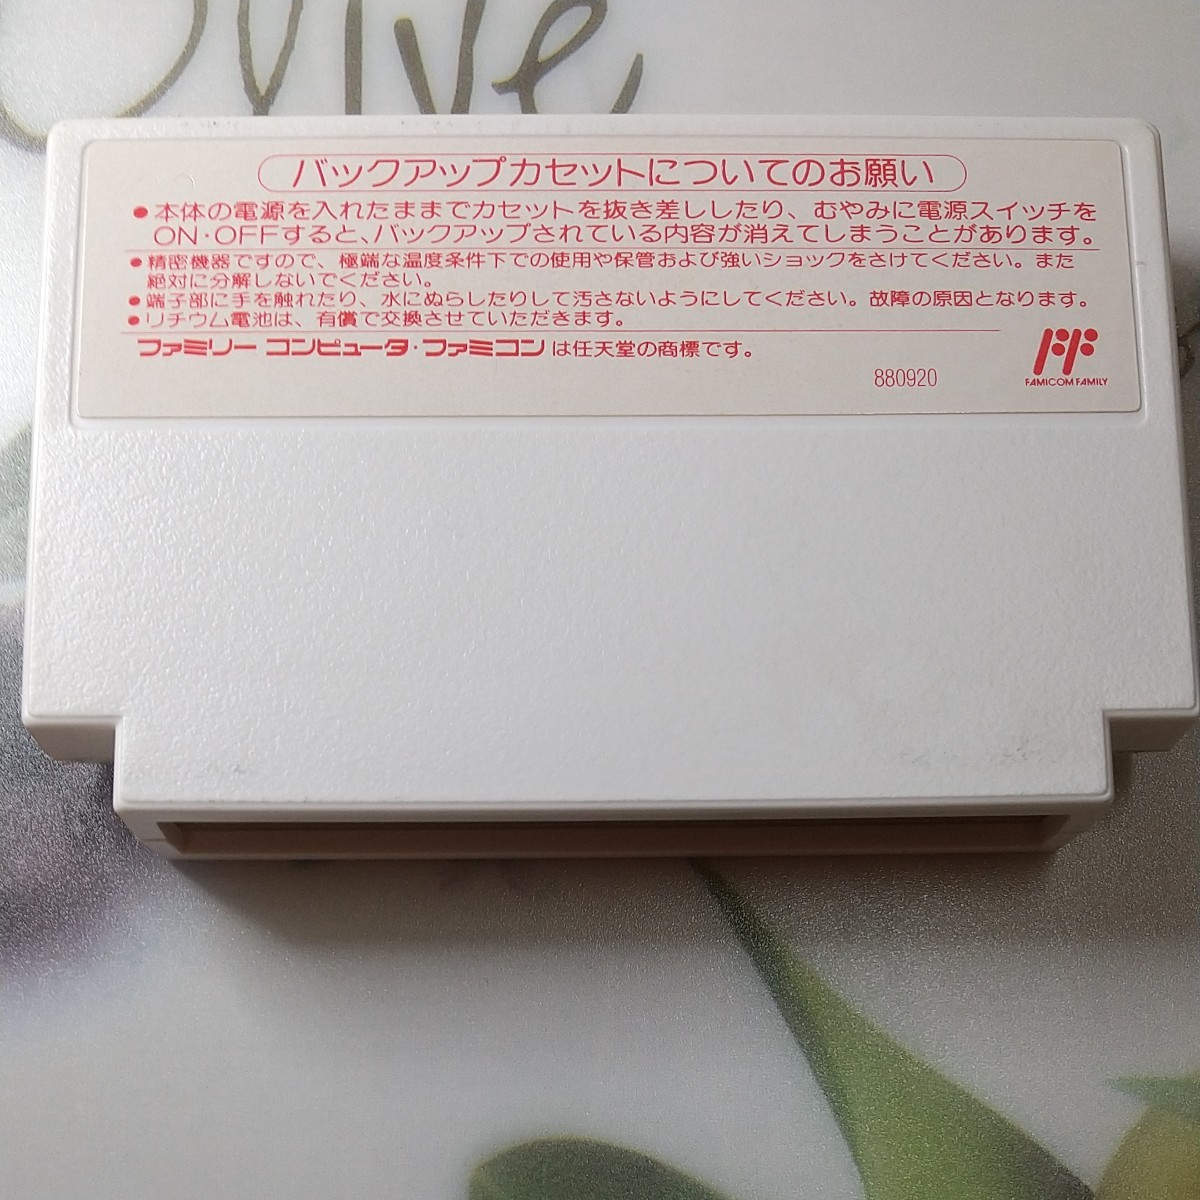 バックアップカセットについてのお願い
●本体の電源を入れたままでカセットを抜き差ししたり、むやみに電源スイッチを
ON・OFFすると、バックアップされている内容が消えてしまうことがあります。
●精密機器ですので、極端な温度条件下での使用や保管および強いショックをさけてください。また
絶対に分解しないでください。
●端子部に手を触れたり、水にぬらしたりして汚さないようにしてください。故障の原因となります。
●リチウム電池は、有償で交換させていただきます。
ファミリー コンピュータ・ファミコン は任天堂の商標です。
880920
FAMICOM FAMILY